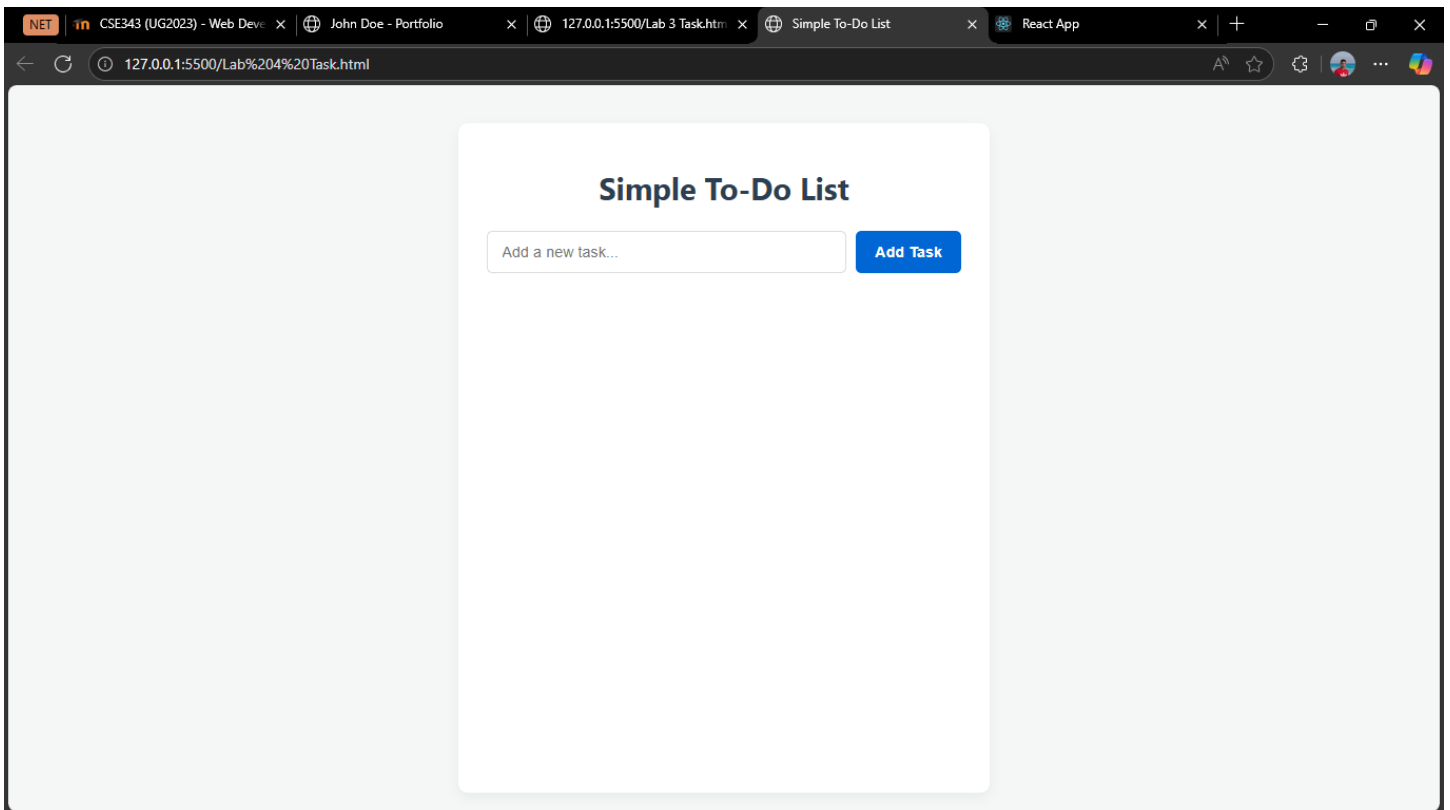 NET CSE343 (UG2023) - Web Deve John Doe - Portfolio 127.0.0.1:5500/Lab 3 Task.htm Simple To-Do List React App
127.0.0.1:5500/Lab%204%20Task.html
Simple To-Do List
Add a new task... Add Task